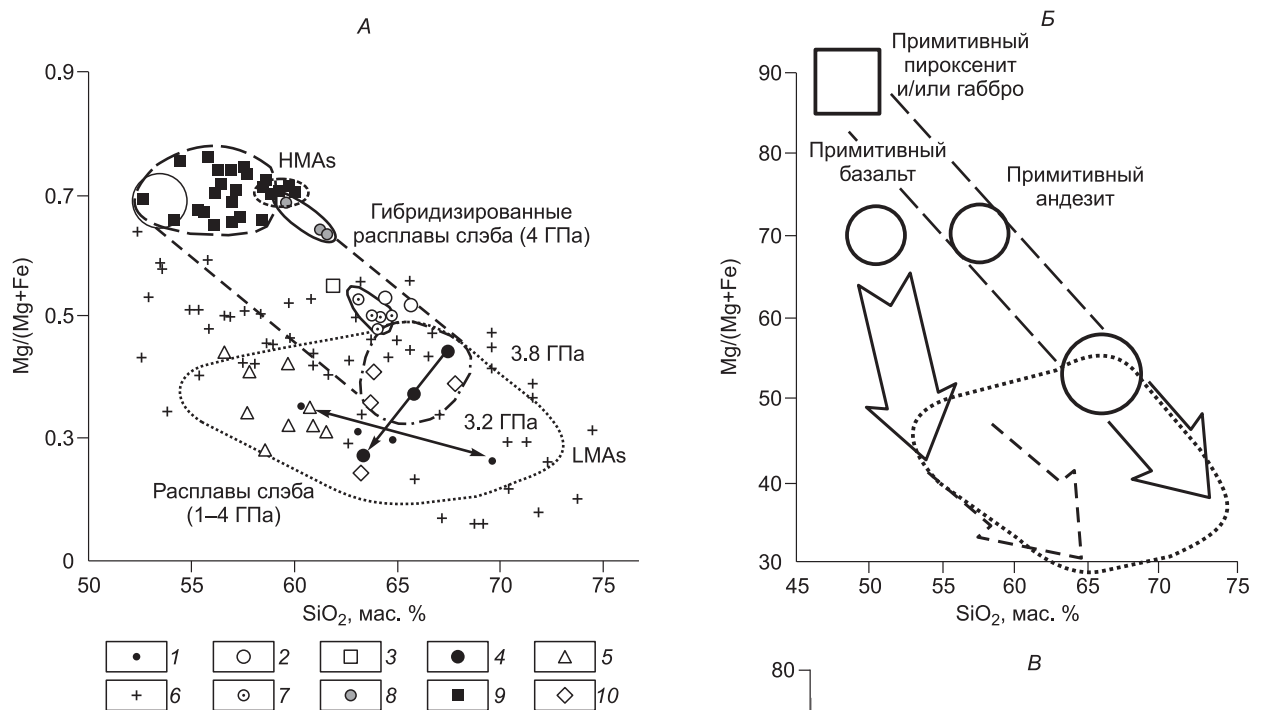 А
0.9
0.7
0.5
0.3
0
Mg/(Mg+Fe)
HMAs
Гибридизированные
расплавы слэба (4 ГПа)
3.8 ГПа
3.2 ГПа
LMAs
Расплавы слэба
(1–4 ГПа)
50
55
60
65
70
75
SiO₂, мас. %
1
2
3
4
5
6
7
8
9
10
Б
Примитивный
пироксенит
и/или габбро
Примитивный
базальт
Примитивный
андезит
90
80
70
60
50
40
30
Mg/(Mg+Fe)
45
50
55
60
65
70
75
SiO₂, мас. %
В
80